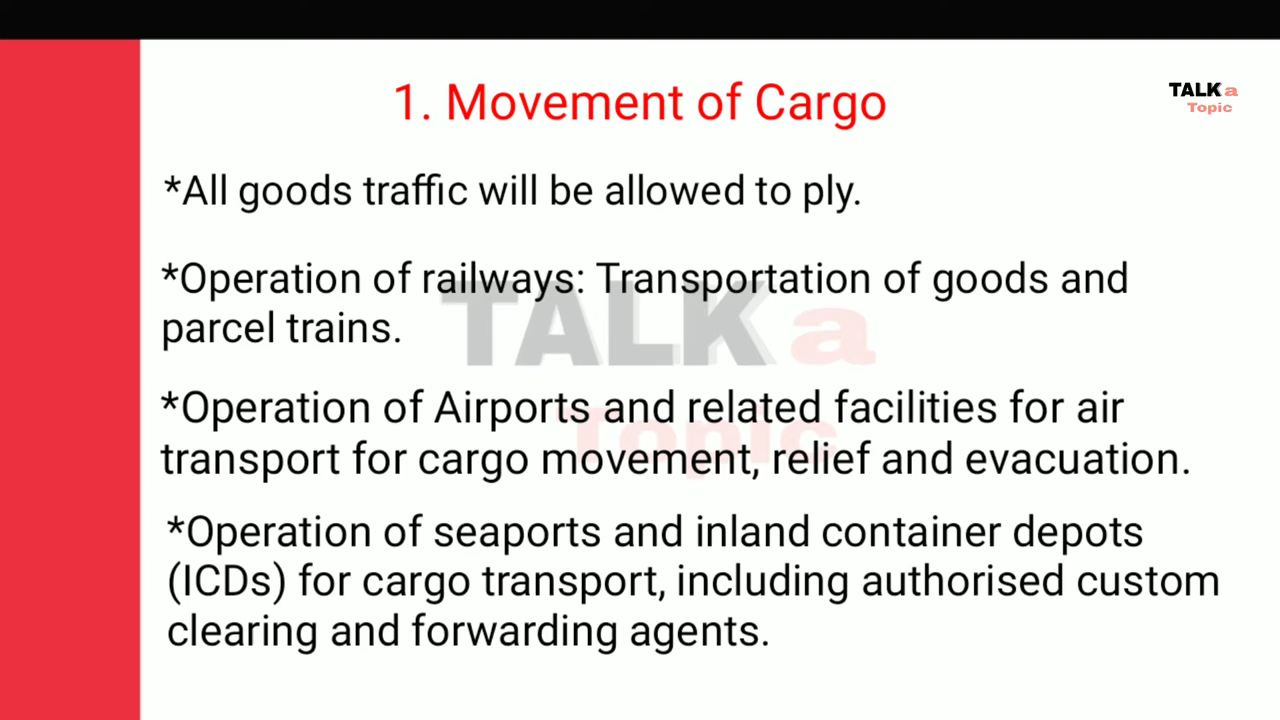 1. Movement of Cargo
TALK a
Topic
*All goods traffic will be allowed to ply.
*Operation of railways: Transportation of goods and
parcel trains.
TALK a
Topic
*Operation of Airports and related facilities for air
transport for cargo movement, relief and evacuation.
*Operation of seaports and inland container depots
(ICDs) for cargo transport, including authorised custom
clearing and forwarding agents.